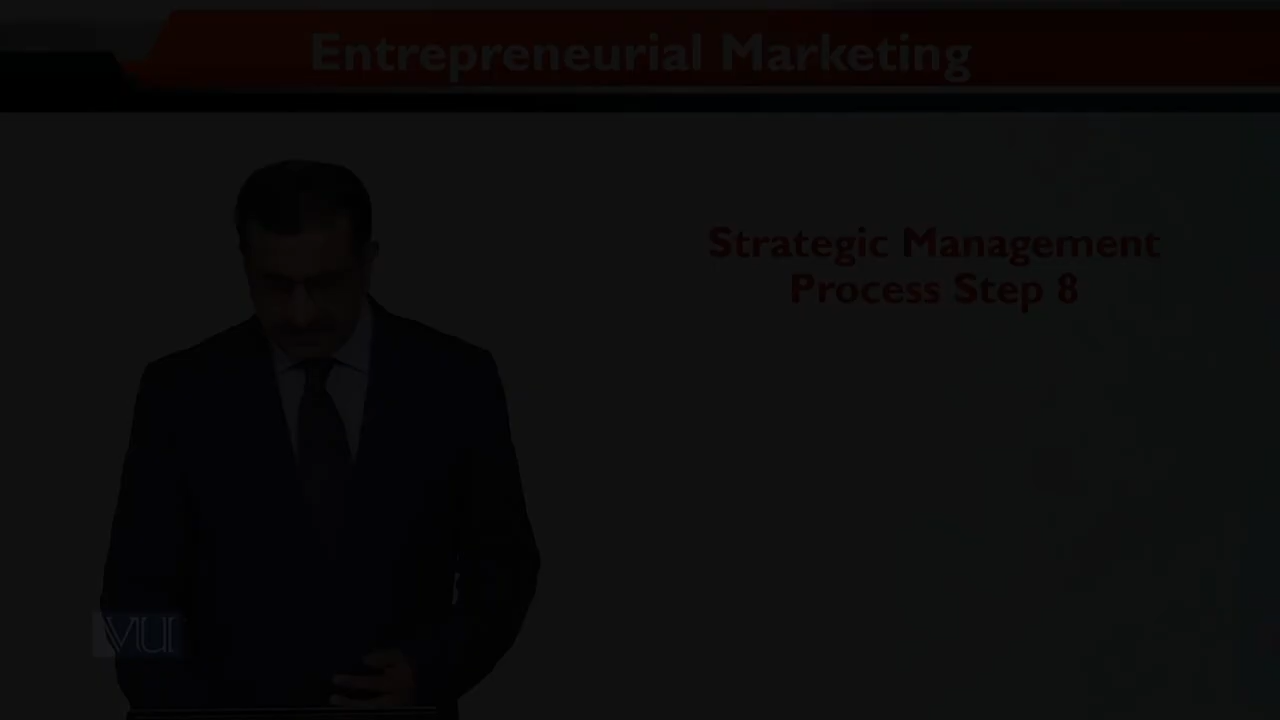 Entrepreneurial Marketing
Strategic Management
Process Step 8
VU